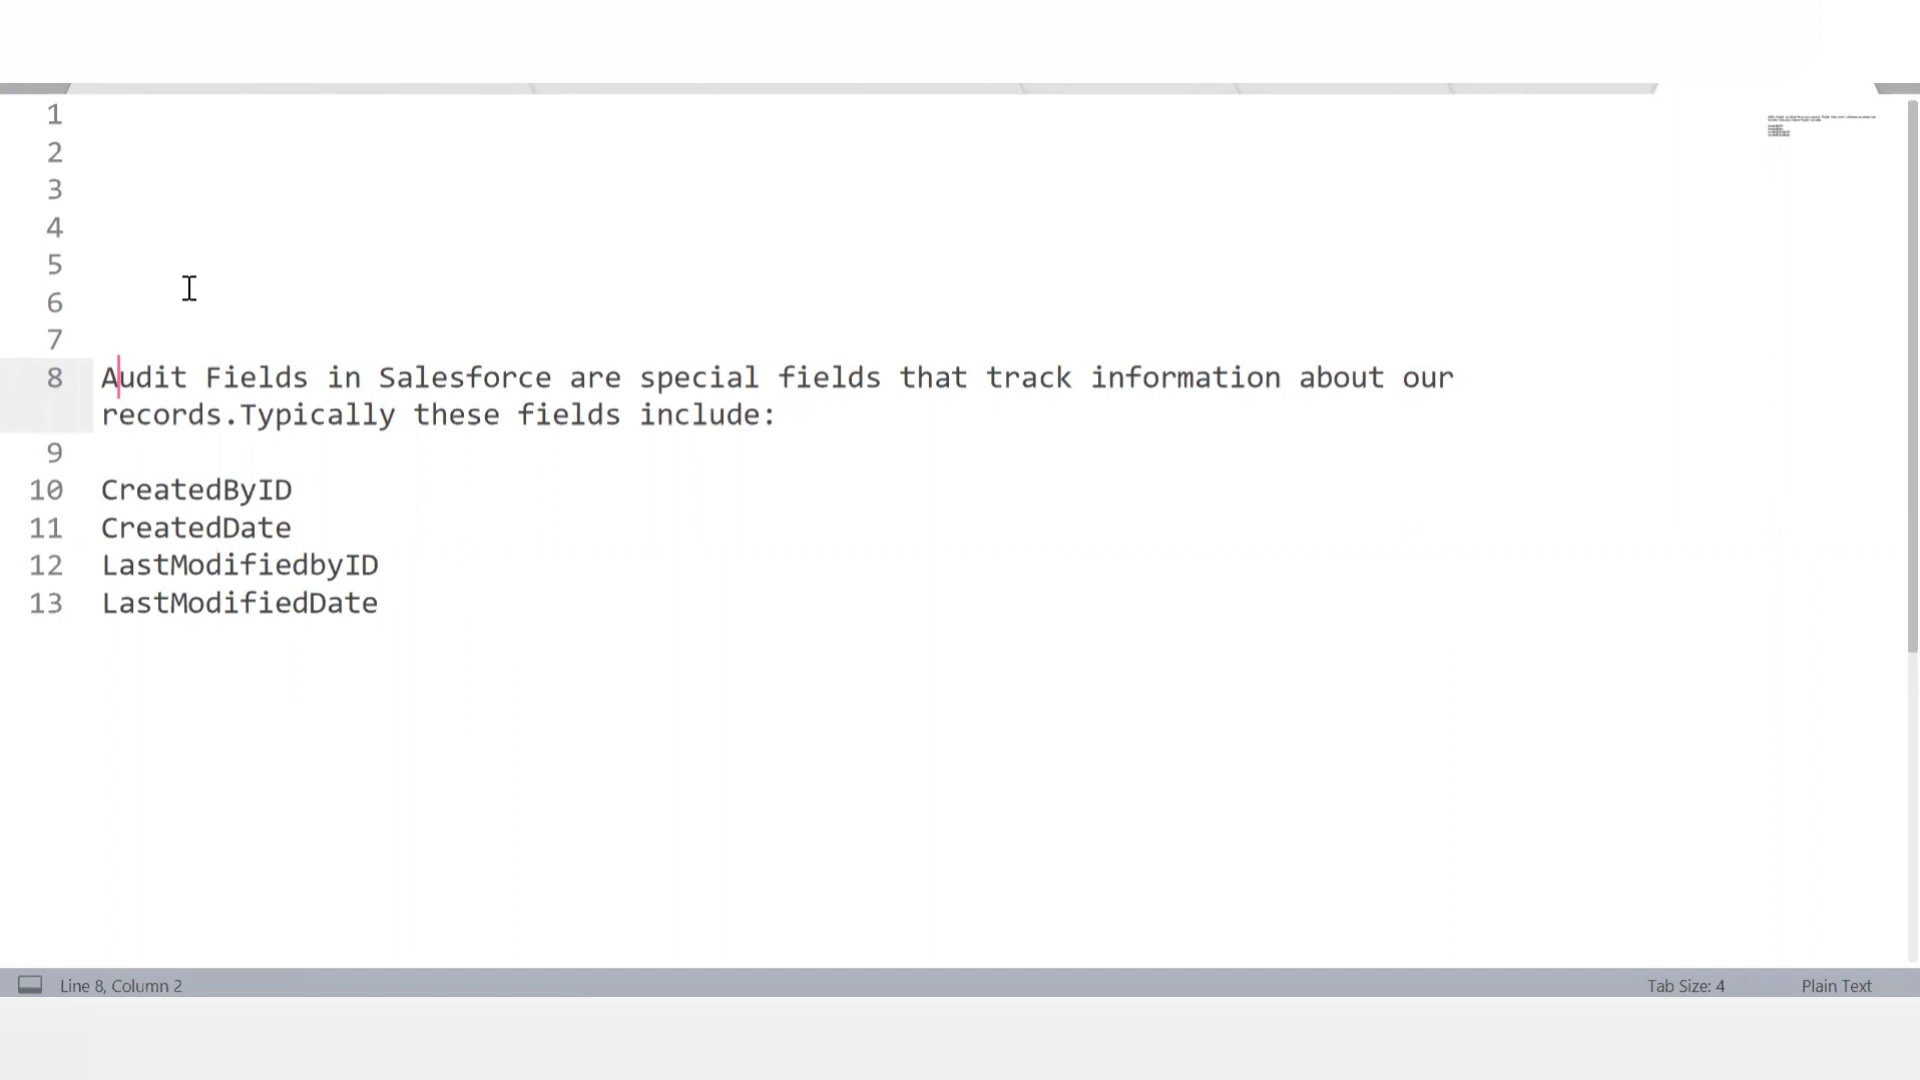 1
2
3
4
5
6
7
8 Audit Fields in Salesforce are special fields that track information about our
records.Typically these fields include:
9
10 CreatedByID
11 CreatedDate
12 LastModifiedbyID
13 LastModifiedDate
Line 8, Column 2 Tab Size: 4 Plain Text